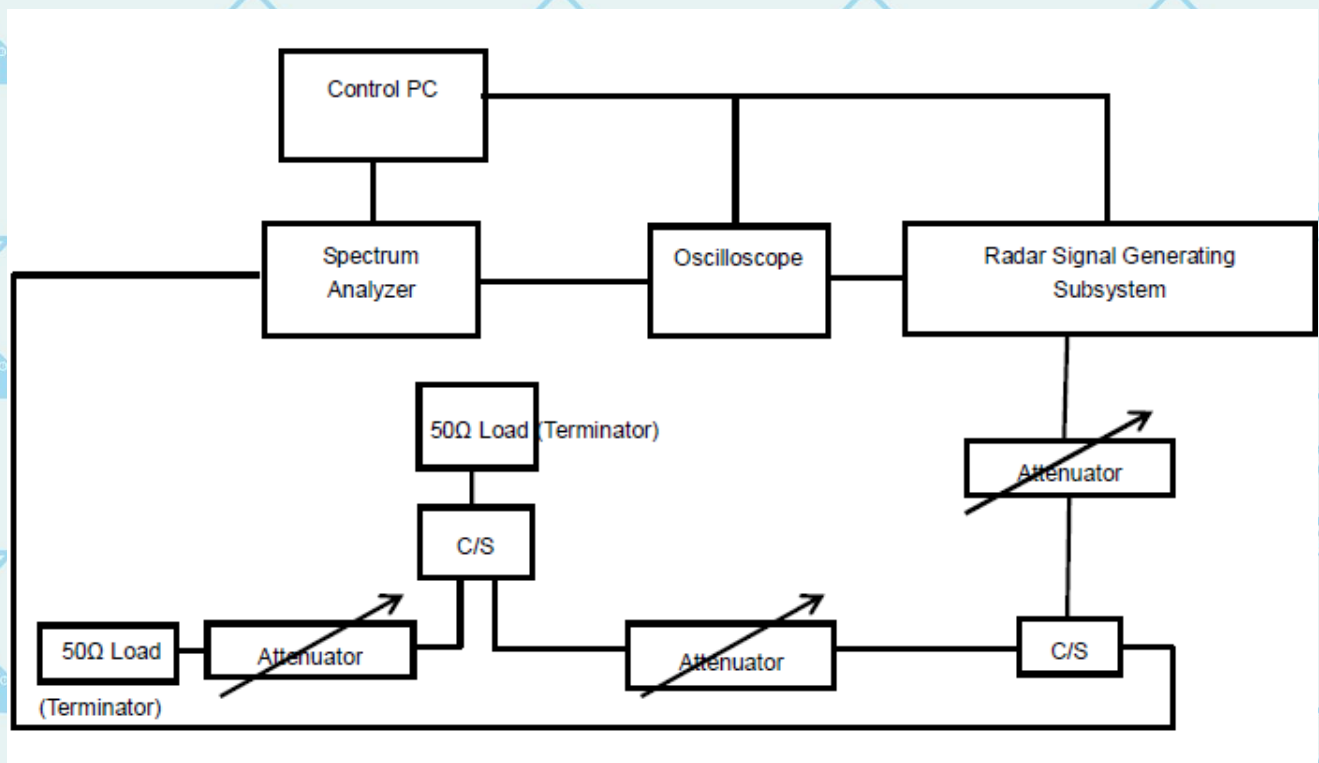 Control PC
Spectrum
Analyzer
Oscilloscope
Radar Signal Generating
Subsystem
50Ω Load (Terminator)
Attenuator
C/S
50Ω Load
(Terminator)
Attenuator
Attenuator
C/S